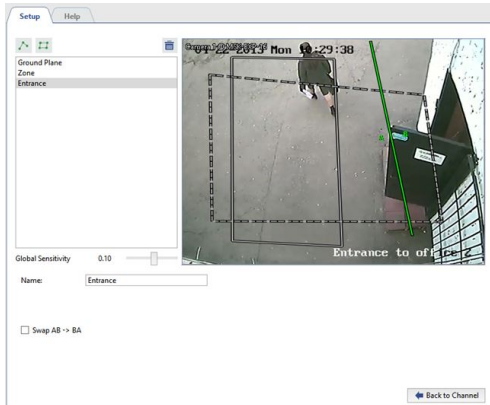 Setup Help
Ground Plane
Zone
Entrance
Global Sensitivity 0.10
Name: Entrance
Swap AB -> BA
Mon :29:38
A
Entrance to office 2
Back to Channel